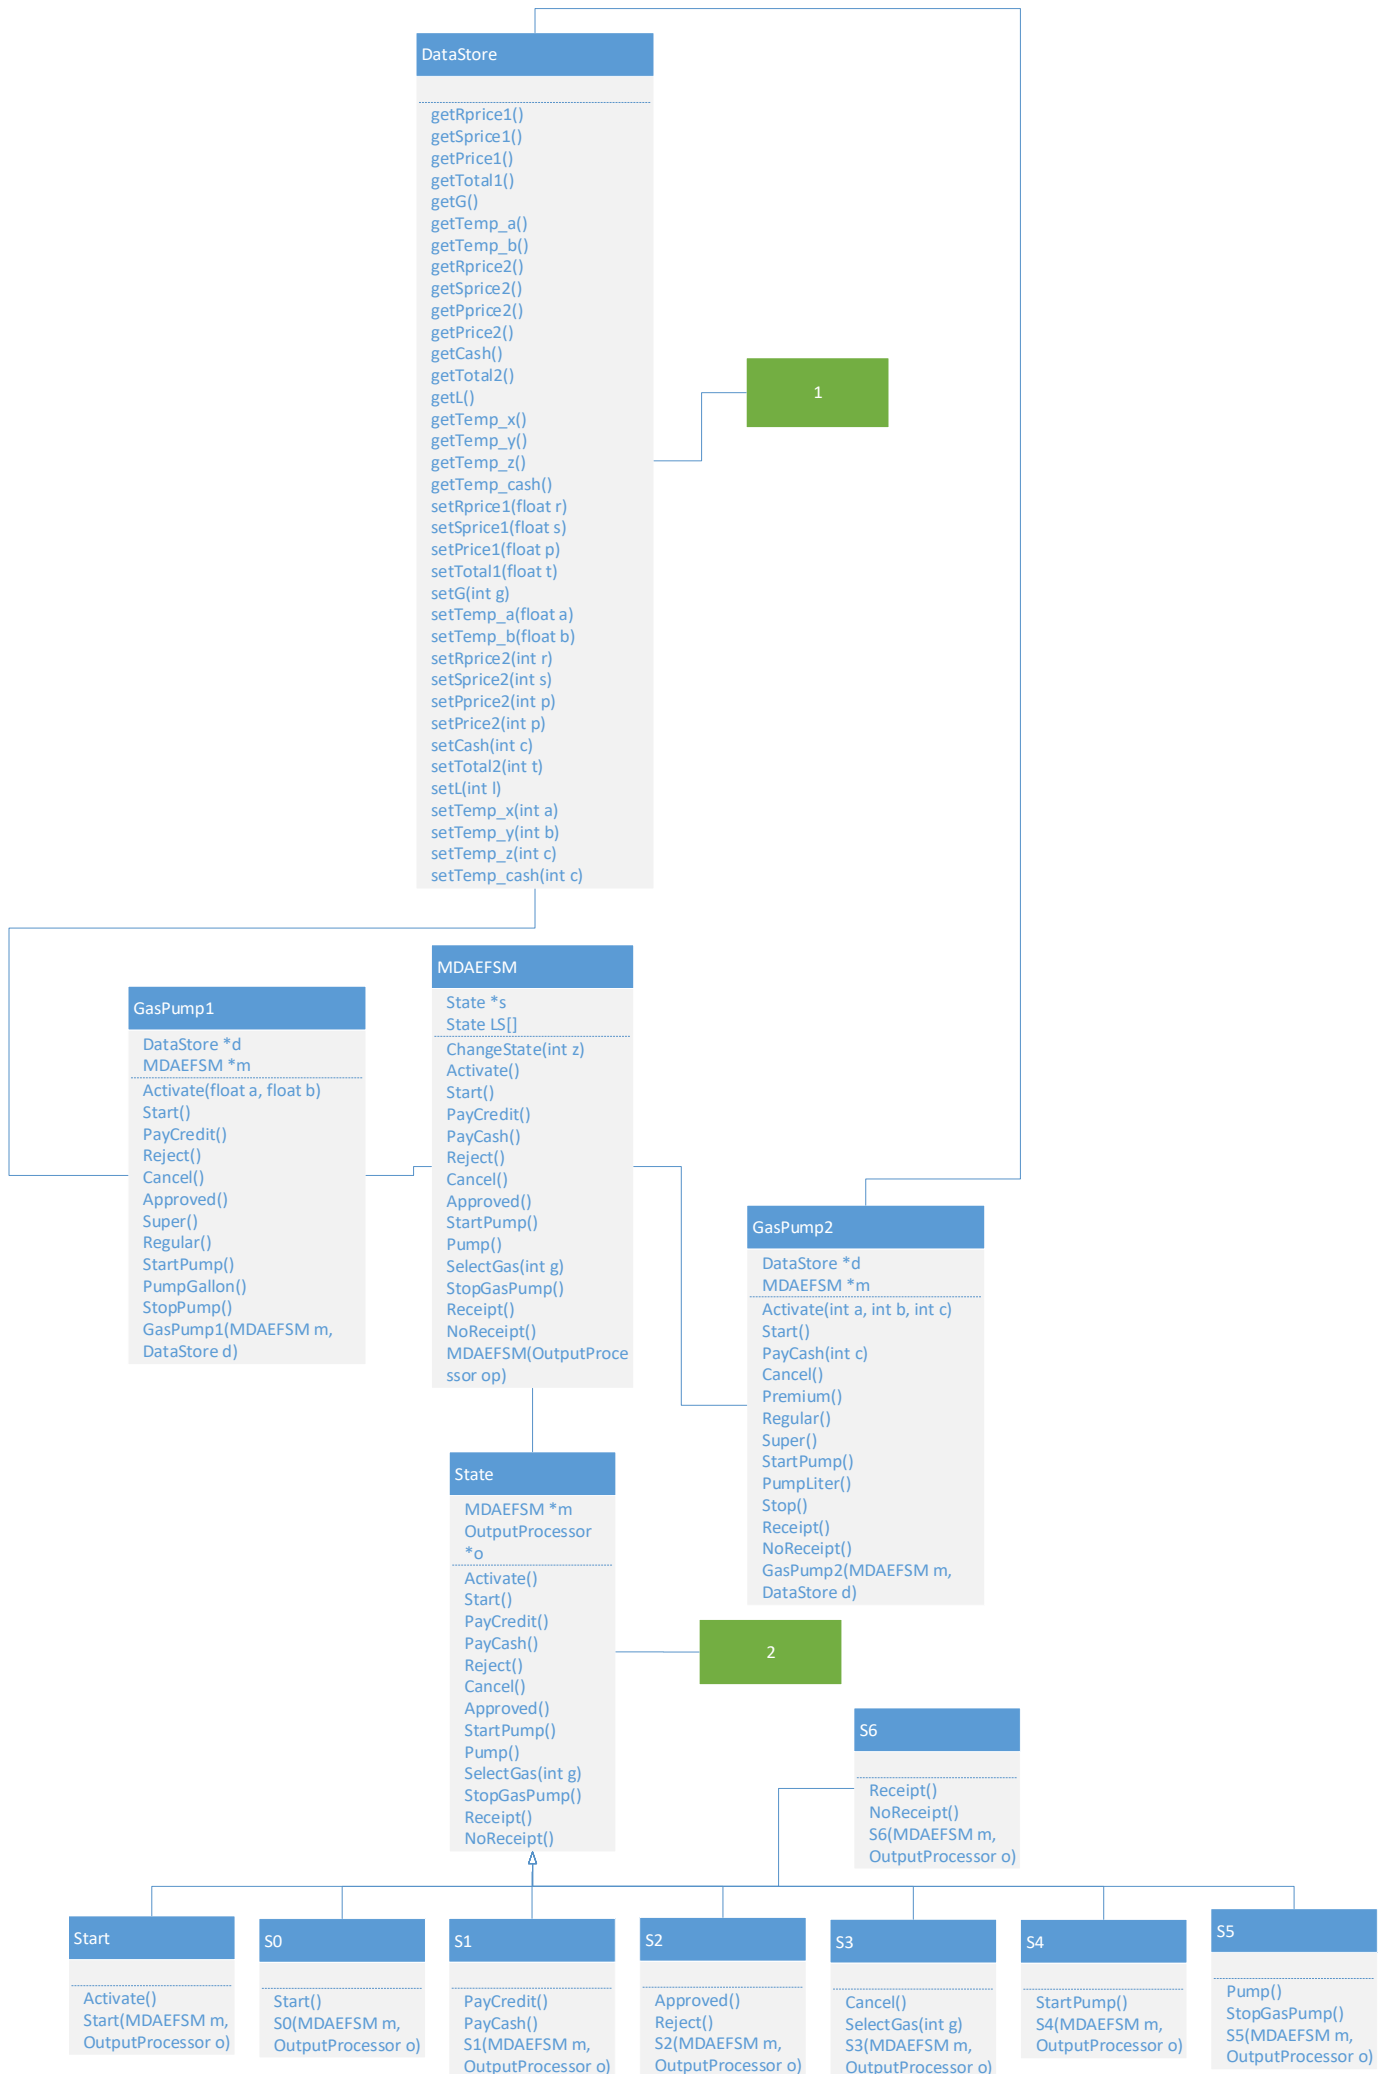 DataStore
getRprice1()
getSprice1()
getPrice1()
getTotal1()
getG()
getTemp_a()
getTemp_b()
getRprice2()
getSprice2()
getPprice2()
getPrice2()
getCash()
getTotal2()
getL()
getTemp_x()
getTemp_y()
getTemp_z()
getTemp_cash()
setRprice1(float r)
setSprice1(float s)
setPrice1(float p)
setTotal1(float t)
setG(int g)
setTemp_a(float a)
setTemp_b(float b)
setRprice2(int r)
setSprice2(int s)
setPprice2(int p)
setPrice2(int p)
setCash(int c)
setTotal2(int t)
setL(int l)
setTemp_x(int a)
setTemp_y(int b)
setTemp_z(int c)
setTemp_cash(int c)
1
GasPump1
DataStore *d
MDAEFSM *m
Activate(float a, float b)
Start()
PayCredit()
Reject()
Cancel()
Approved()
Super()
Regular()
StartPump()
PumpGallon()
StopPump()
GasPump1(MDAEFSM m,
DataStore d)
MDAEFSM
State *s
State LS[]
ChangeState(int z)
Activate()
Start()
PayCredit()
PayCash()
Reject()
Cancel()
Approved()
StartPump()
Pump()
SelectGas(int g)
StopGasPump()
Receipt()
NoReceipt()
MDAEFSM(OutputProce
ssor op)
GasPump2
DataStore *d
MDAEFSM *m
Activate(int a, int b, int c)
Start()
PayCash(int c)
Cancel()
Premium()
Regular()
Super()
StartPump()
PumpLiter()
Stop()
Receipt()
NoReceipt()
GasPump2(MDAEFSM m,
DataStore d)
State
MDAEFSM *m
OutputProcessor
*o
Activate()
Start()
PayCredit()
PayCash()
Reject()
Cancel()
Approved()
StartPump()
Pump()
SelectGas(int g)
StopGasPump()
Receipt()
NoReceipt()
2
S6
Receipt()
NoReceipt()
S6(MDAEFSM m,
OutputProcessor o)
Start
Activate()
Start(MDAEFSM m,
OutputProcessor o)
S0
Start()
S0(MDAEFSM m,
OutputProcessor o)
S1
PayCredit()
PayCash()
S1(MDAEFSM m,
OutputProcessor o)
S2
Approved()
Reject()
S2(MDAEFSM m,
OutputProcessor o)
S3
Cancel()
SelectGas(int g)
S3(MDAEFSM m,
OutputProcessor o)
S4
StartPump()
S4(MDAEFSM m,
OutputProcessor o)
S5
Pump()
StopGasPump()
S5(MDAEFSM m,
OutputProcessor o)